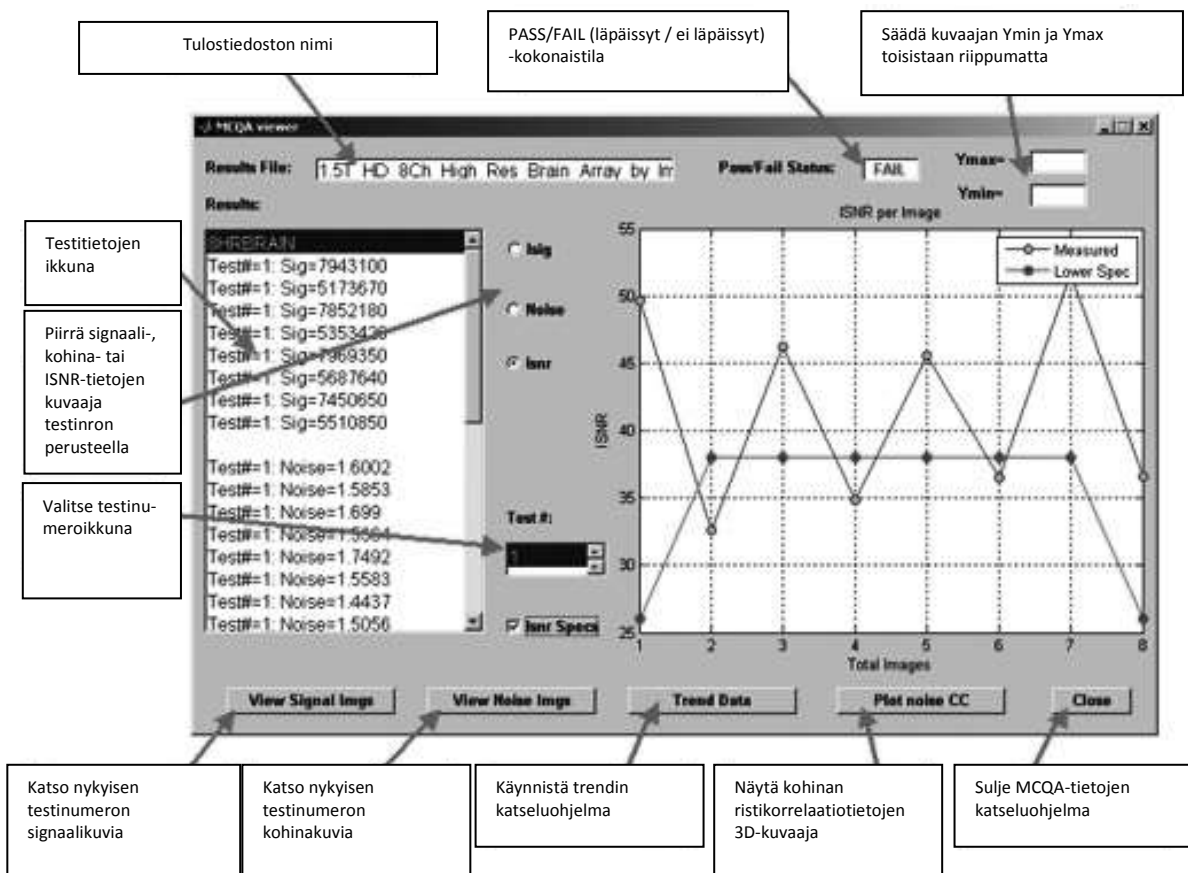 Tulostiedoston nimi
PASS/FAIL (läpäissyt / ei läpäissyt)
-kokonaistila
Säädä kuvaajan Ymin ja Ymax
toisistaan riippumatta
MCQA viewer
Results File:
1.5T HD 8Ch High Res Brain Array by
Pass/Fail Status:
FAIL
Ymax=
Ymin=
Results:
8HRBRAIN
Test#=1: Sig=7943100
Test#=1: Sig=5173670
Test#=1: Sig=7852180
Test#=1:
Test#=1:
Test#=1: Sig=5687640
Test#=1: Sig=7450650
Test#=1: Sig=5510850
Test#=1: Noise=1.6002
Test#=1: Noise=1.5853
Test#=1: Noise=1.699
Test#=1:
Test#=1: Noise=1.7492
Test#=1: Noise=1.5583
Test#=1: Noise=1.4437
Test#=1: Noise=1.5056
Isig
Noise
Isnr
Test #:
1
Isnr Specs
ISNR per Image
Measured
Lower Spec
ISNR
55
50
45
40
35
30
25
1 2 3 4 5 6 7 8
Total Images
View Signal Imgs
View Noise Imgs
Trend Data
Plot noise CC
Close
Testitietojen
ikkuna
Piirrä signaali-,
kohina- tai
ISNR-tietojen
kuvaaja
testinron
perusteella
Valitse testinu-
meroikkuna
Katso nykyisen
testinumeron
signaalikuvia
Katso nykyisen
testinumeron
kohinakuvia
Käynnistä trendin
katseluohjelma
Näytä kohinan
ristikorrelaatiotietojen
3D-kuvaaja
Sulje MCQA-tietojen
katseluohjelma